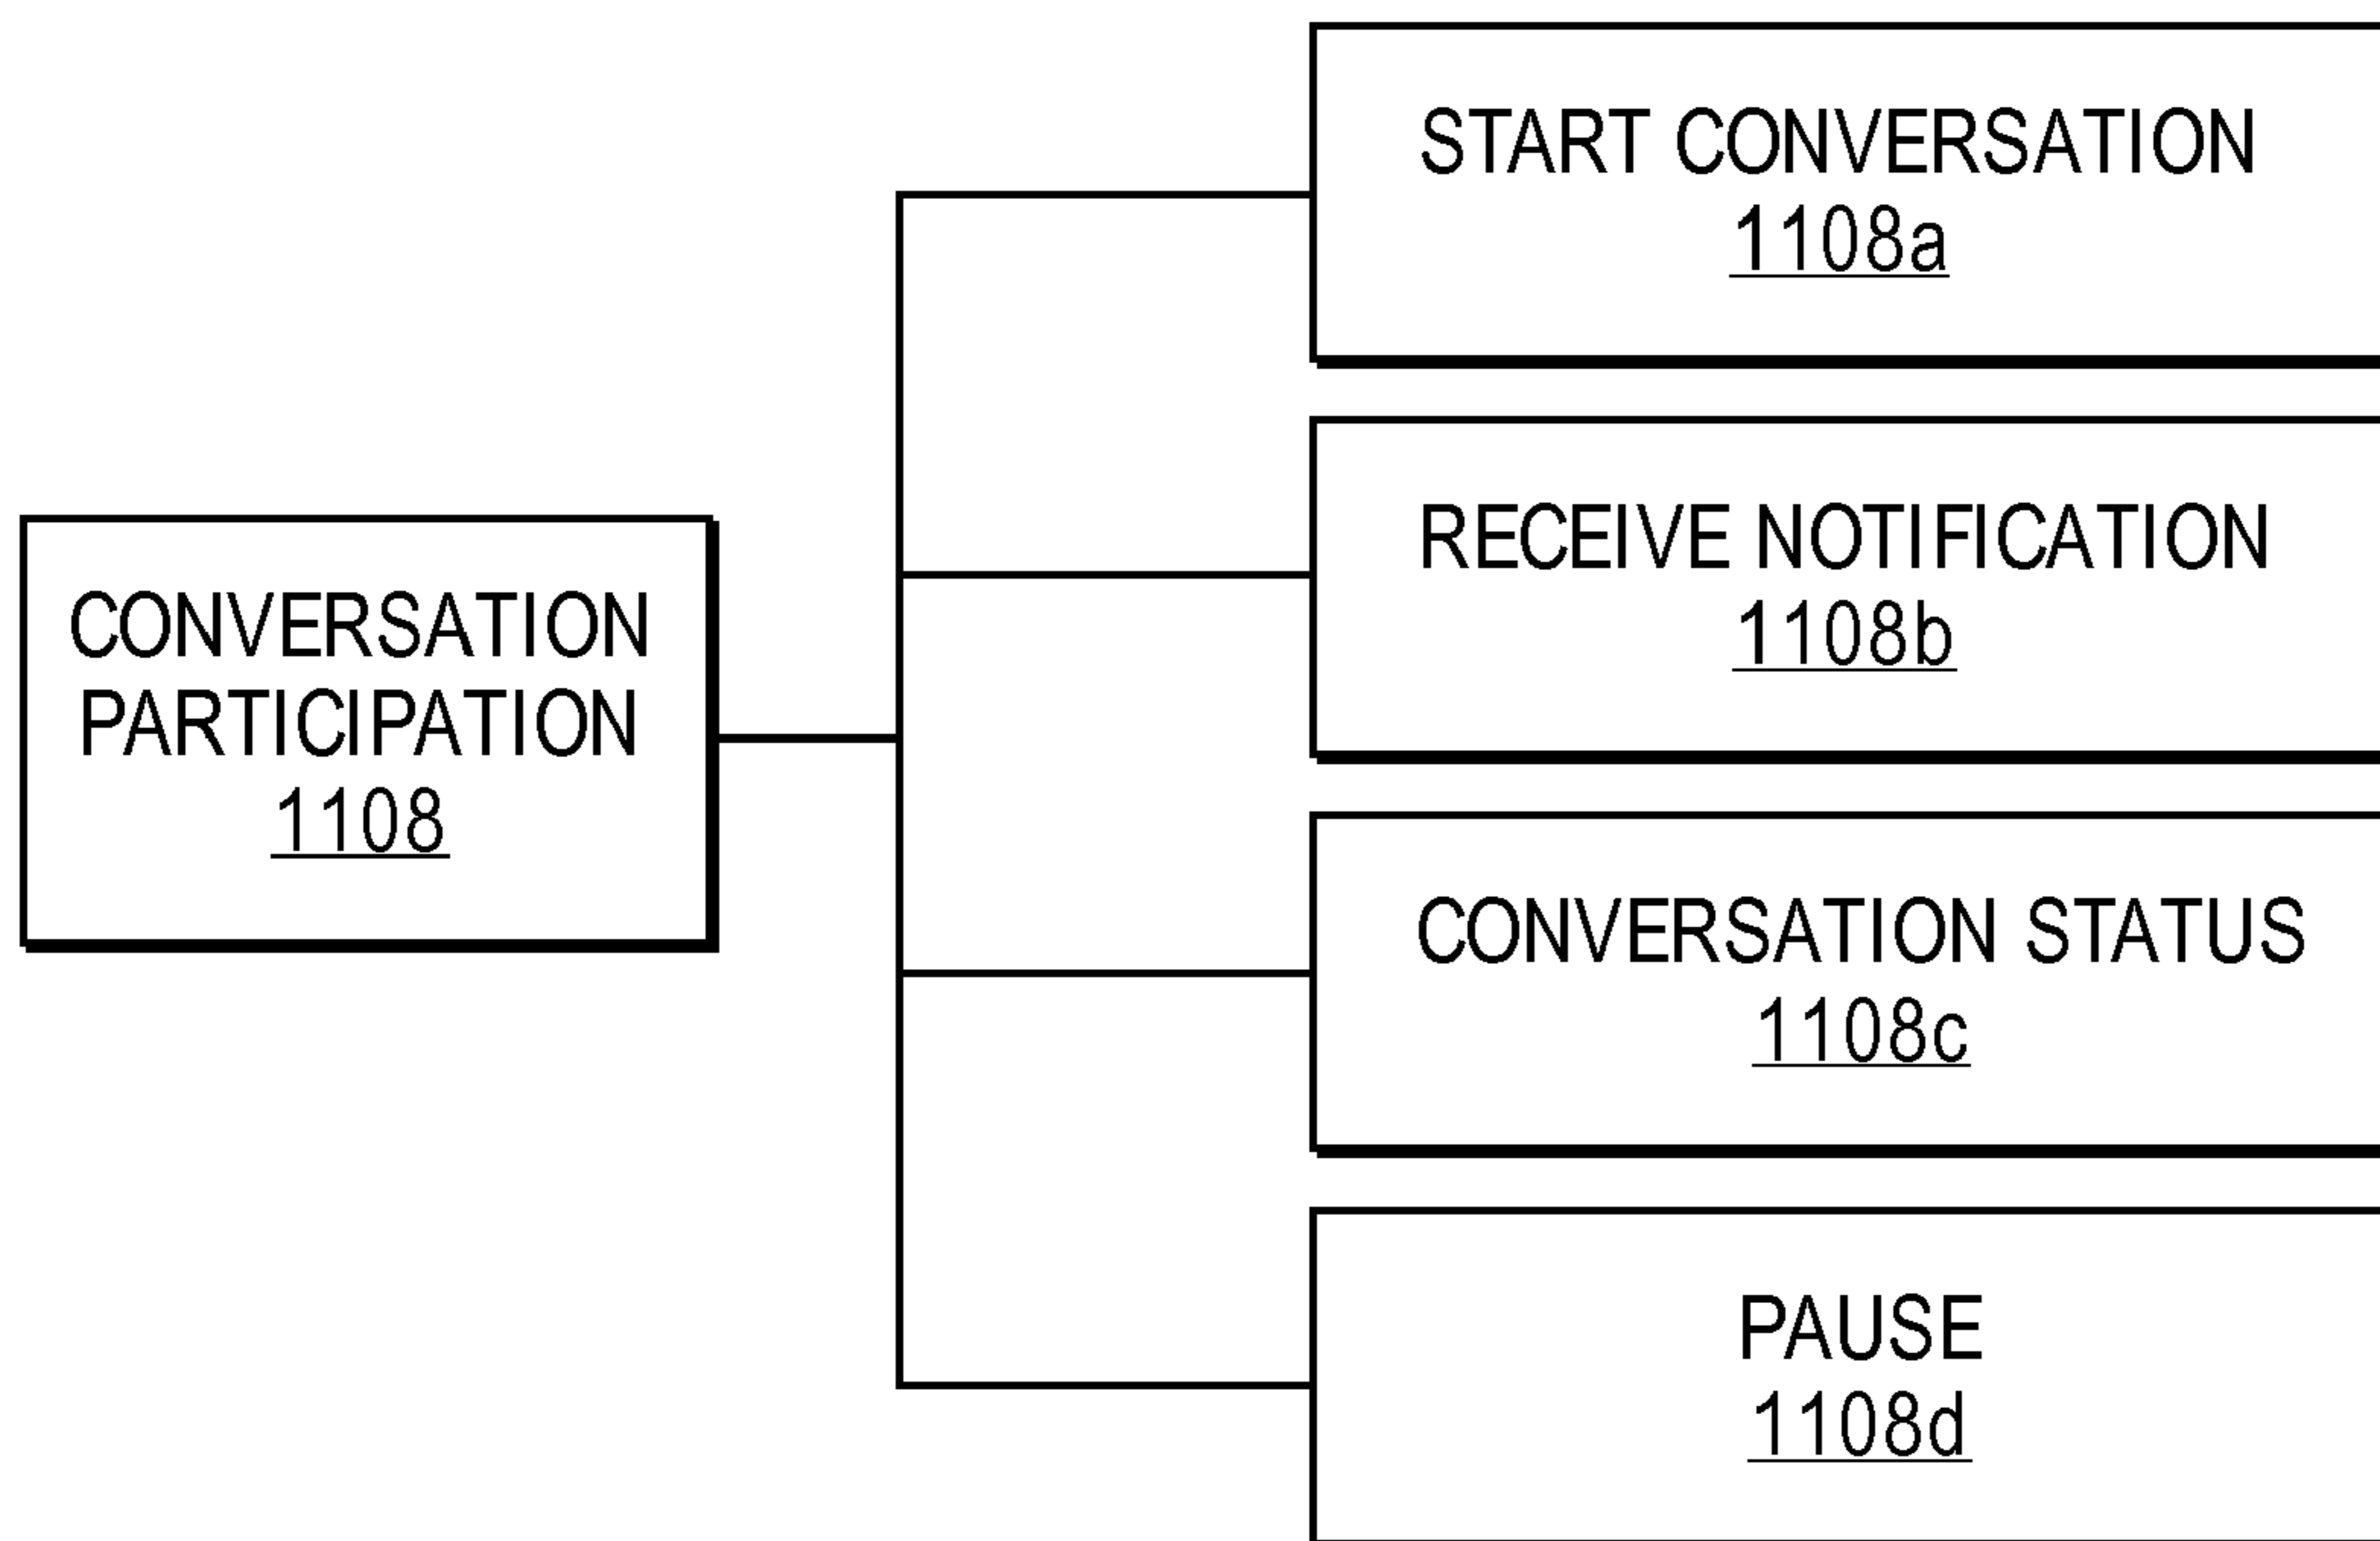 CONVERSATION
PARTICIPATION
1108
START CONVERSATION
1108a
RECEIVE NOTIFICATION
1108b
CONVERSATION STATUS
1108c
PAUSE
1108d